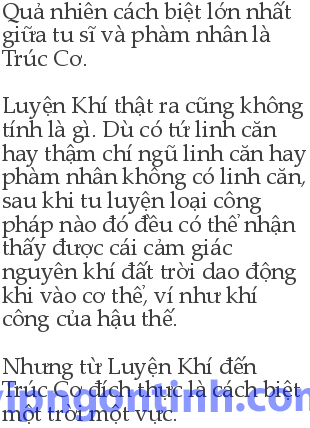 Quả nhiên cách biệt lớn nhất
giữa tu sĩ và phàm nhân là
Trúc Cơ.
Luyện Khí thật ra cũng không
tính là gì. Dù có tứ linh căn
hay thậm chí ngũ linh căn hay
phàm nhân không có linh căn,
sau khi tu luyện loại công
pháp nào đó đều có thể nhận
thấy được cái cảm giác
nguyên khí đất trời dao động
khi vào cơ thể, ví như khí
công của hậu thế.
Nhưng từ Luyện Khí đến
Trúc Cơ đích thực là cách biệt
một trời một vực.
vipngontinh.com